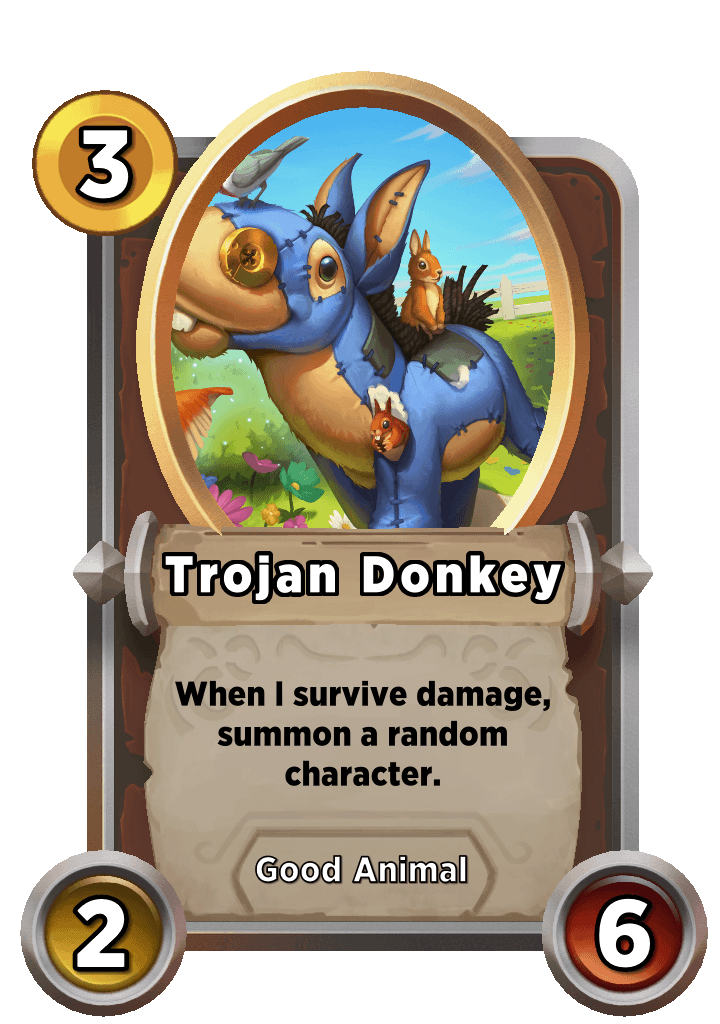 3
Trojan Donkey
When I survive damage,
summon a random
character.
Good Animal
2
6